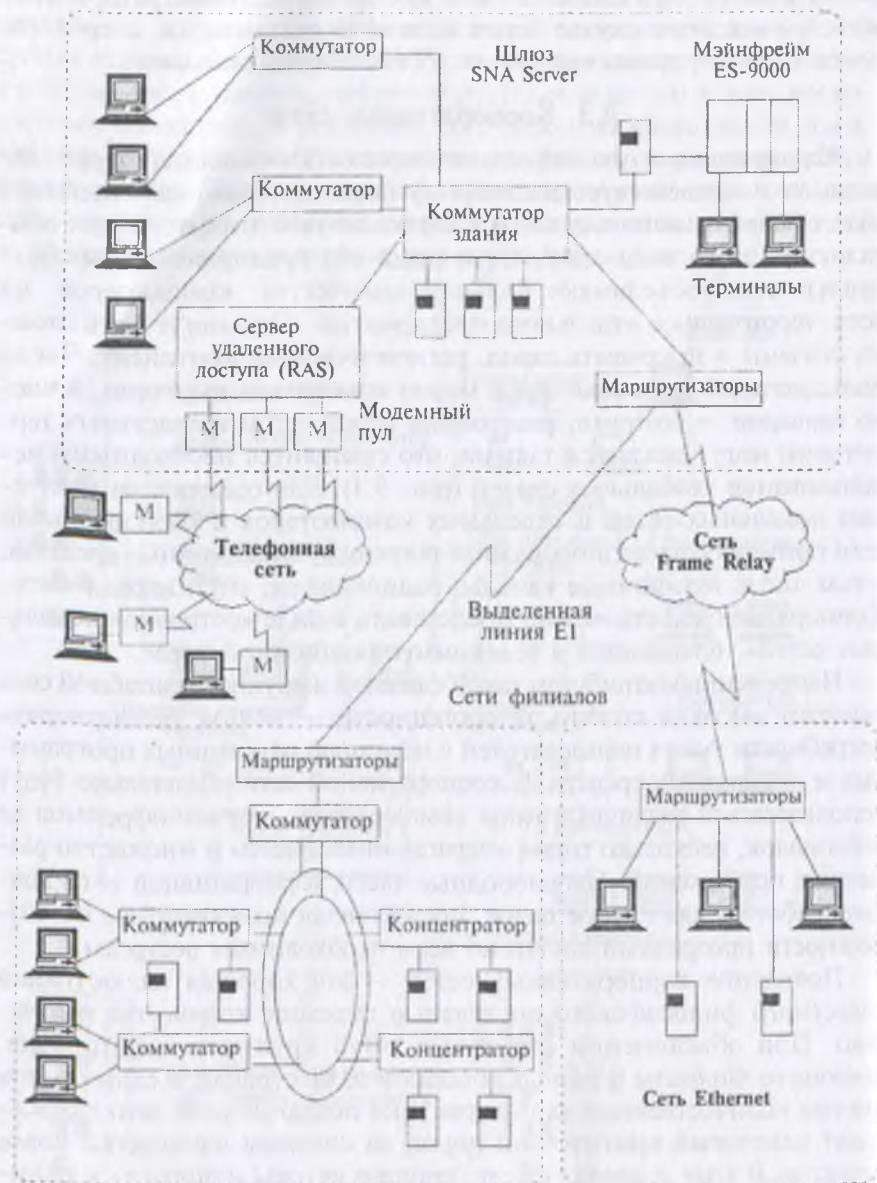 Коммутатор
Шлюз
SNA Server
Мэйнфрейм
ES-9000
Коммутатор
Коммутатор
здания
Терминалы
Сервер
удаленного
доступа (RAS)
Маршрутизаторы
М
М
М
Модемный
пул
М
Телефонная
сеть
Сеть
Frame Relay
Выделенная
линия E1
М
М
Сети филиалов
Маршрутизаторы
Маршрутизаторы
Коммутатор
Коммутатор
Концентратор
Коммутатор
Концентратор
Сеть Ethernet